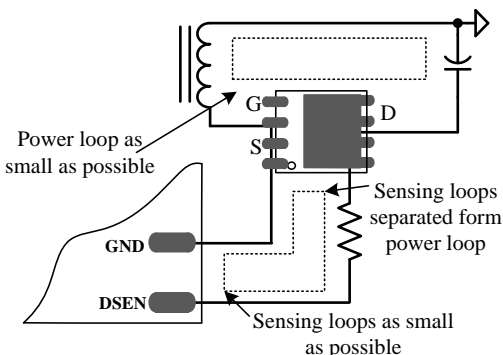 G
D
S
Power loop as
small as possible
Sensing loops
separated form
power loop
GND
DSEN
Sensing loops as small
as possible